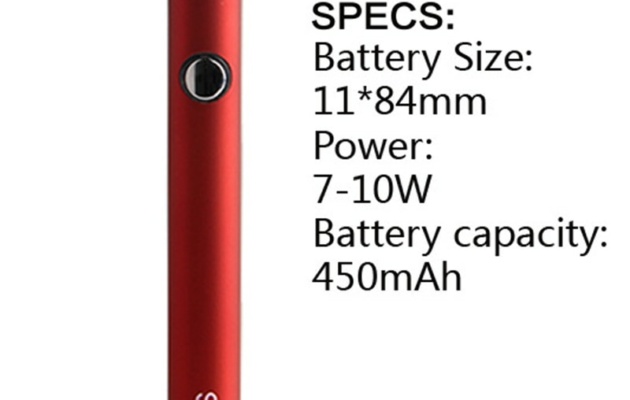 SPECS:
Battery Size:
11*84mm
Power:
7-10W
Battery capacity:
450mAh
S